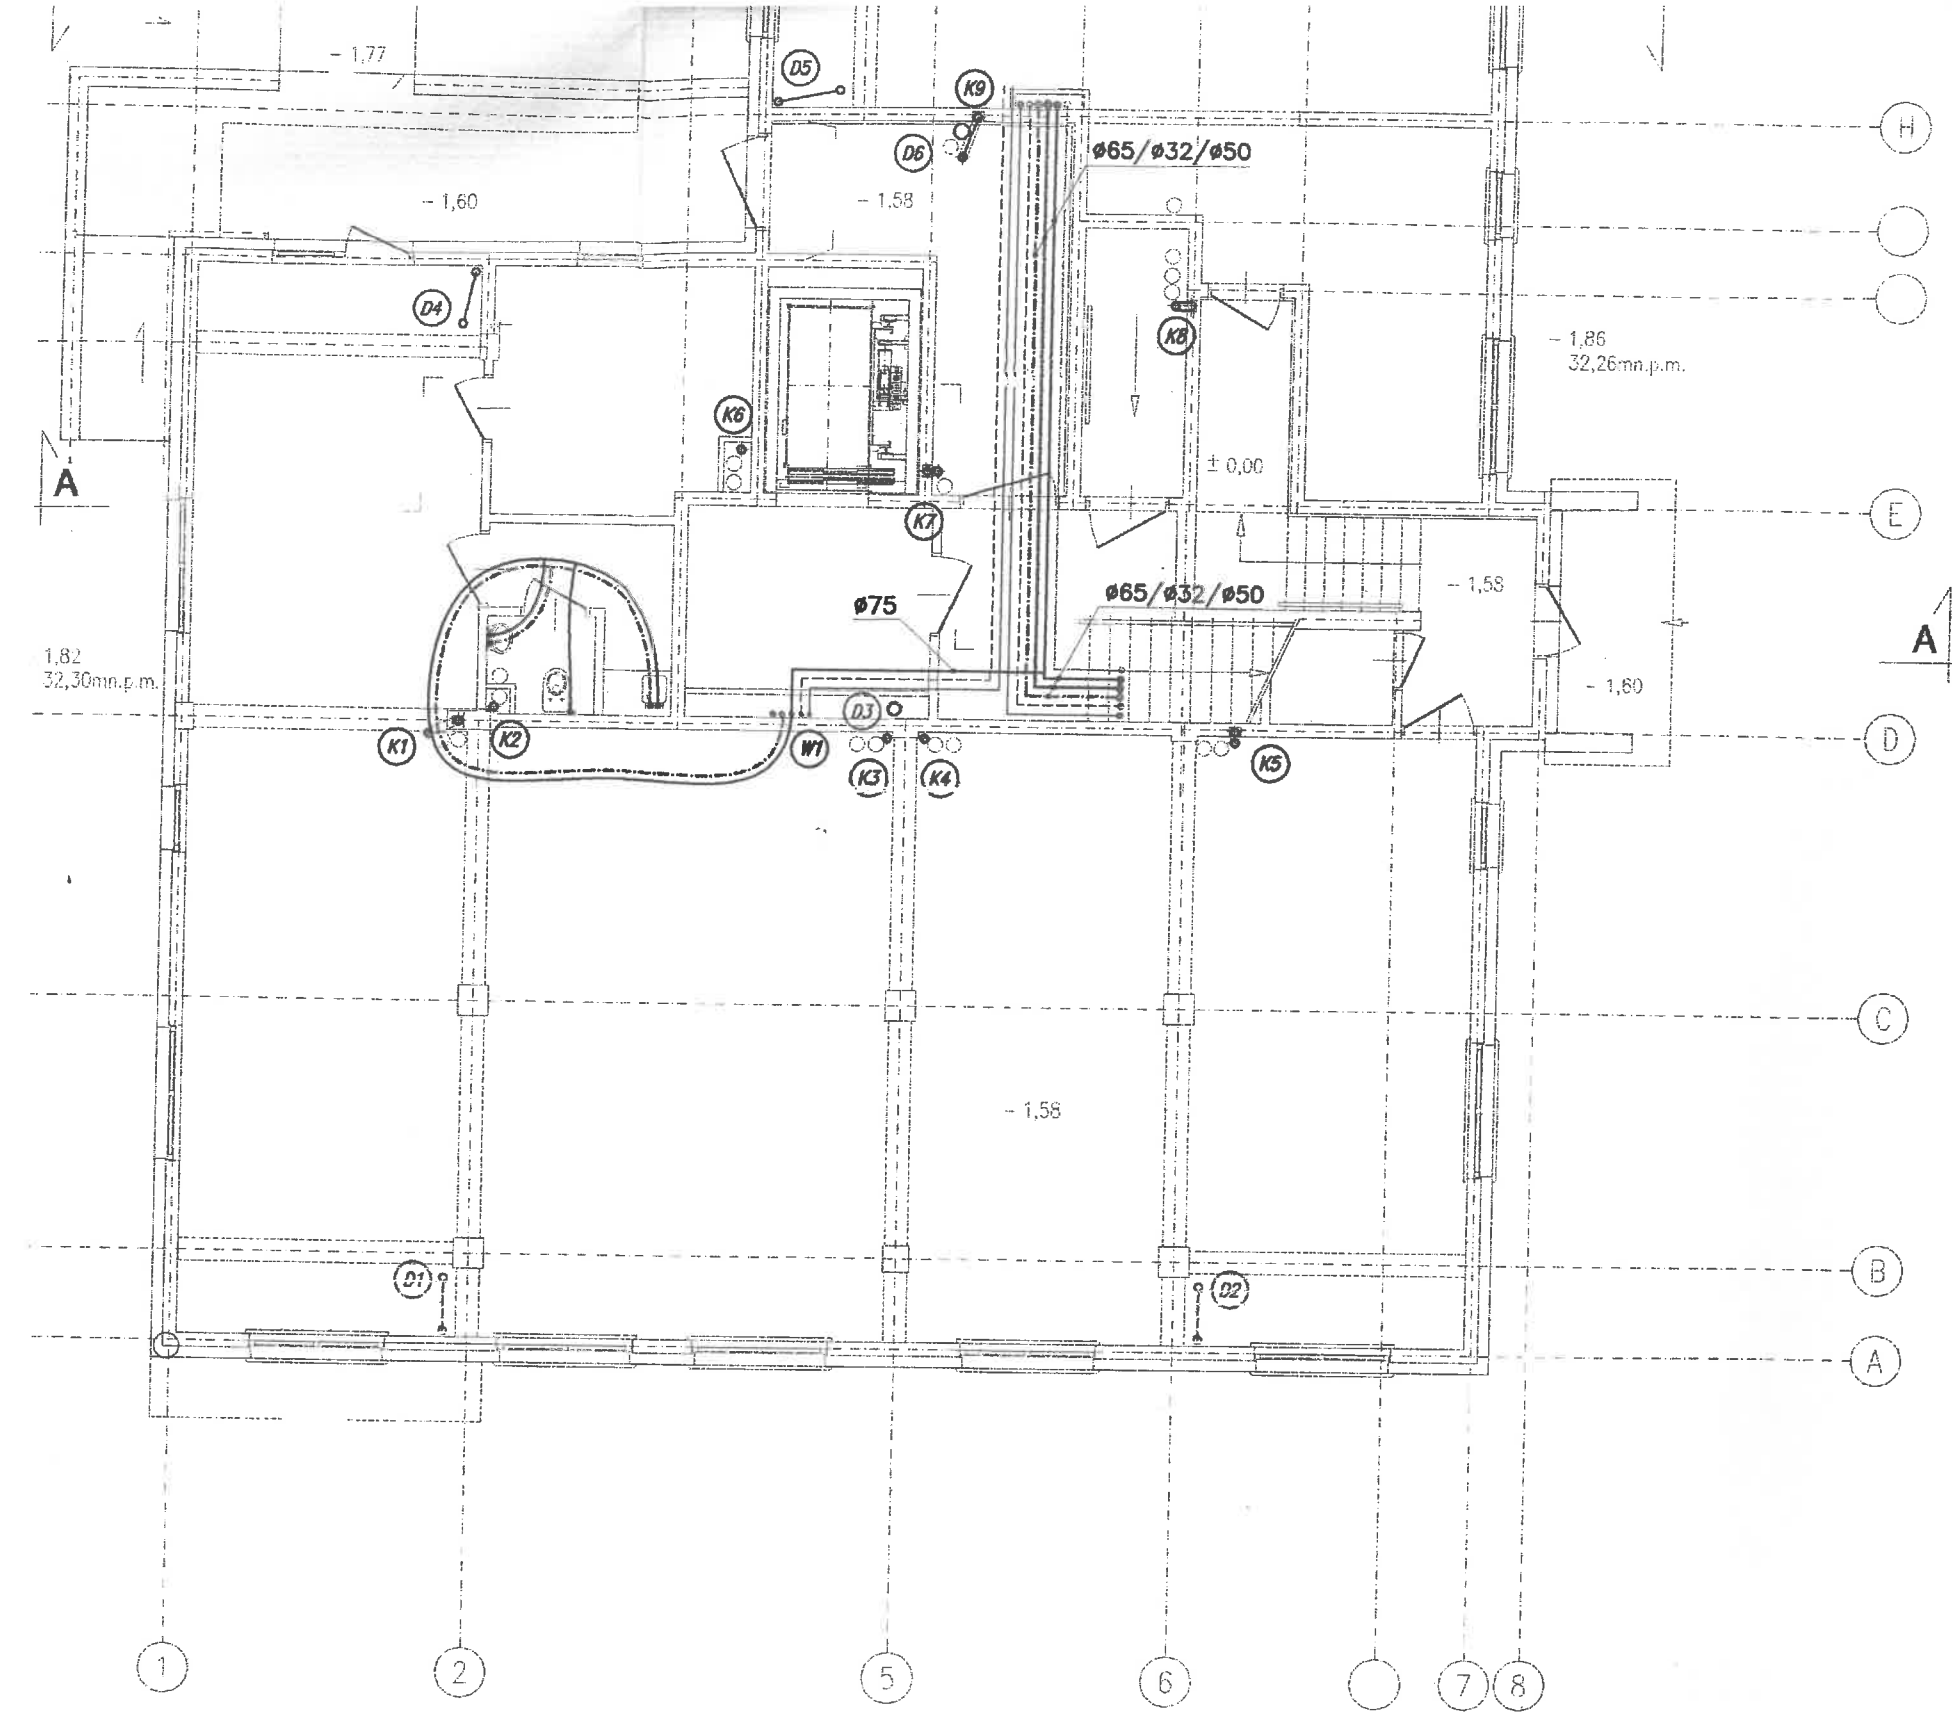 - 1,77
D5
K9
H
ø65/ø32/ø50
D6
- 1,60
- 1,58
D4
K8
- 1,86
32,26mn.p.m.
K6
± 0,00
A
K7
E
- 1,58
ø65/ø32/ø50
ø75
A
1,82
32,30mn.p.m.
- 1,60
D3
K1
K2
W1
D
K3
K4
K5
C
- 1,58
D1
D2
B
A
1
2
5
6
7
8